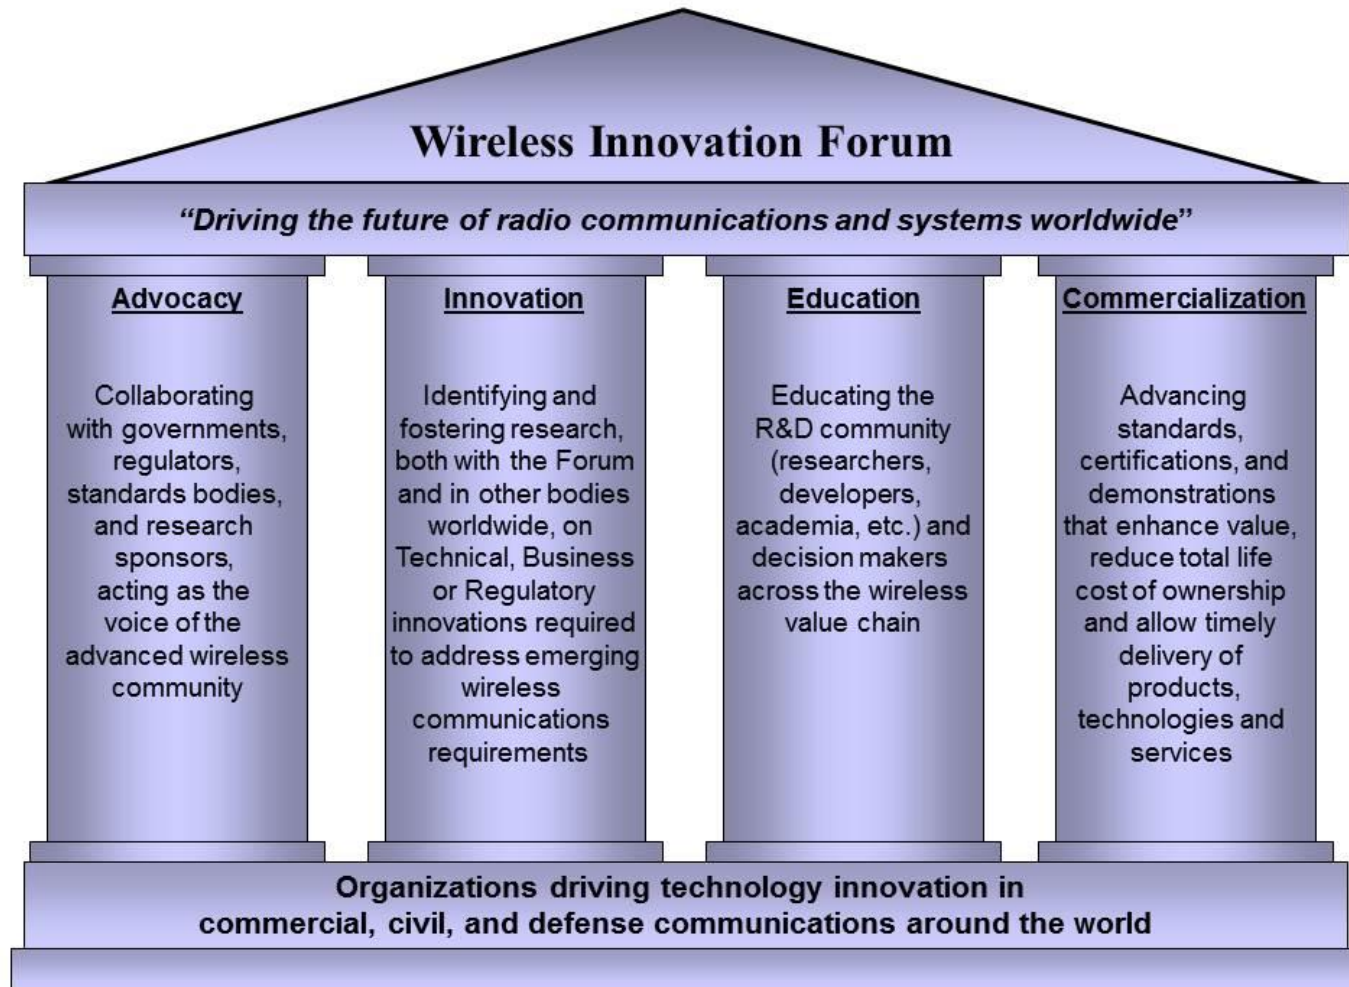 Wireless Innovation Forum
“Driving the future of radio communications and systems worldwide”
Advocacy
Collaborating
with governments,
regulators,
standards bodies,
and research
sponsors,
acting as the
voice of the
advanced wireless
community
Innovation
Identifying and
fostering research,
both with the Forum
and in other bodies
worldwide, on
Technical, Business
or Regulatory
innovations required
to address emerging
wireless
communications
requirements
Education
Educating the
R&D community
(researchers,
developers,
academia, etc.) and
decision makers
across the wireless
value chain
Commercialization
Advancing
standards,
certifications, and
demonstrations
that enhance value,
reduce total life
cost of ownership
and allow timely
delivery of
products,
technologies and
services
Organizations driving technology innovation in
commercial, civil, and defense communications around the world